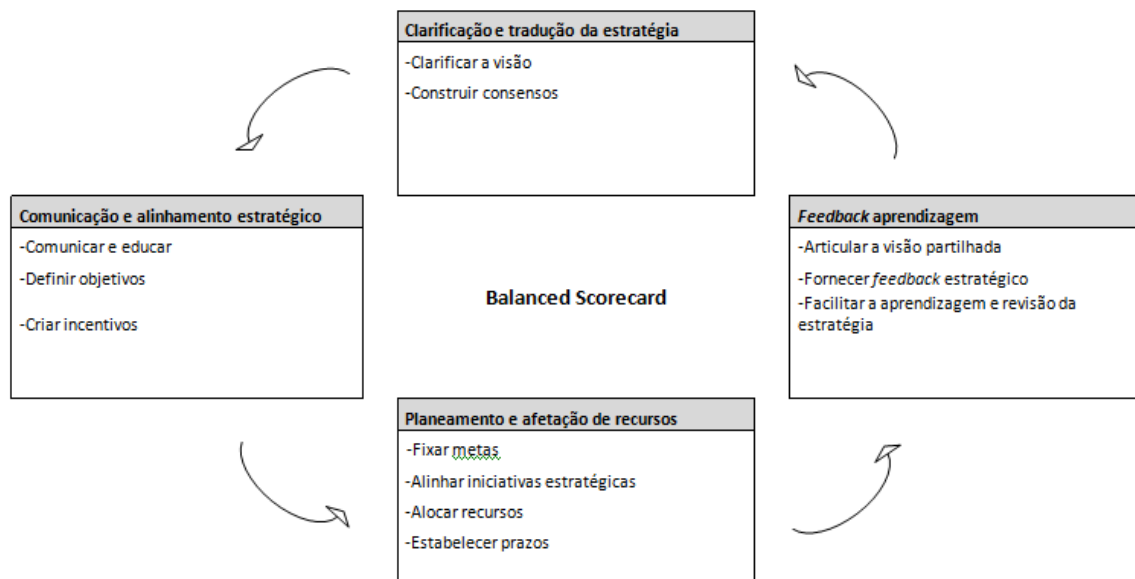 Clarificação e tradução da estratégia
-Clarificar a visão
-Construir consensos
Comunicação e alinhamento estratégico
-Comunicar e educar
-Definir objetivos
-Criar incentivos
Balanced Scorecard
Feedback aprendizagem
-Articular a visão partilhada
-Fornecer feedback estratégico
-Facilitar a aprendizagem e revisão da
estratégia
Planeamento e afetação de recursos
-Fixar metas
-Alinhar iniciativas estratégicas
-Alocar recursos
-Estabelecer prazos